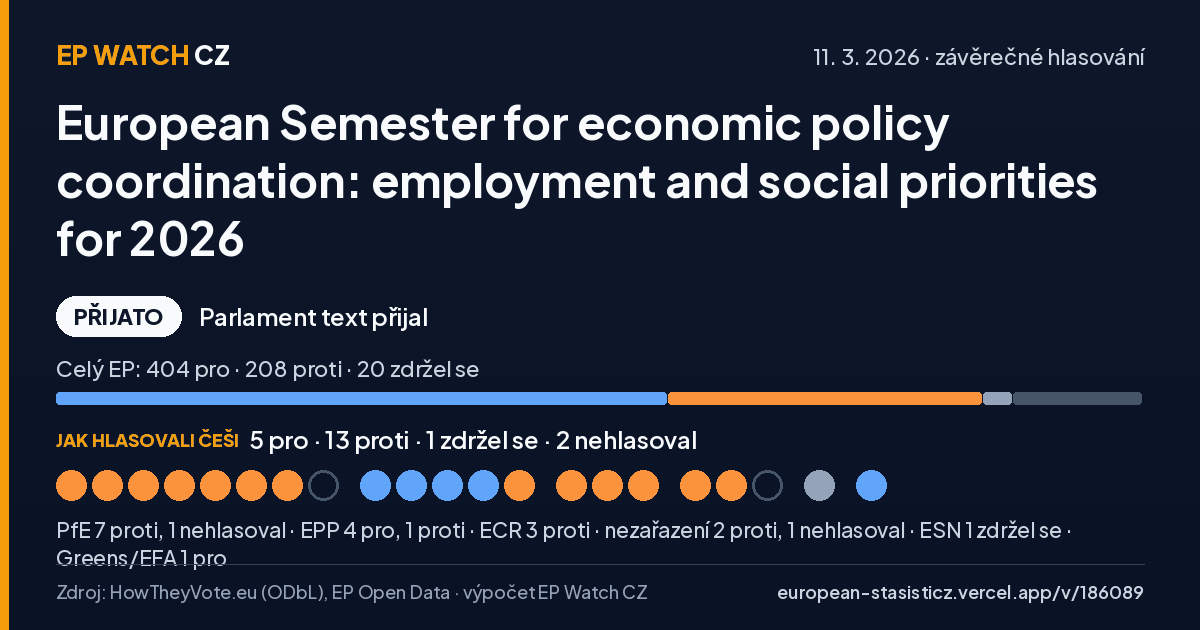 EP WATCH CZ
11. 3. 2026 · závěrečné hlasování
European Semester for economic policy
coordination: employment and social priorities
for 2026
PŘIJATO Parlament text přijal
Celý EP: 404 pro · 208 proti · 20 zdržel se
JAK HLASOVALI ČEŠI 5 pro · 13 proti · 1 zdržel se · 2 nehlasoval
PfE 7 proti, 1 nehlasoval · EPP 4 pro, 1 proti · ECR 3 proti · nezařazení 2 proti, 1 nehlasoval · ESN 1 zdržel se ·
Greens/EFA 1 pro
Zdroj: HowTheyVote.eu (ODbL), EP Open Data · výpočet EP Watch CZ
european-stasisticz.vercel.app/v/186089